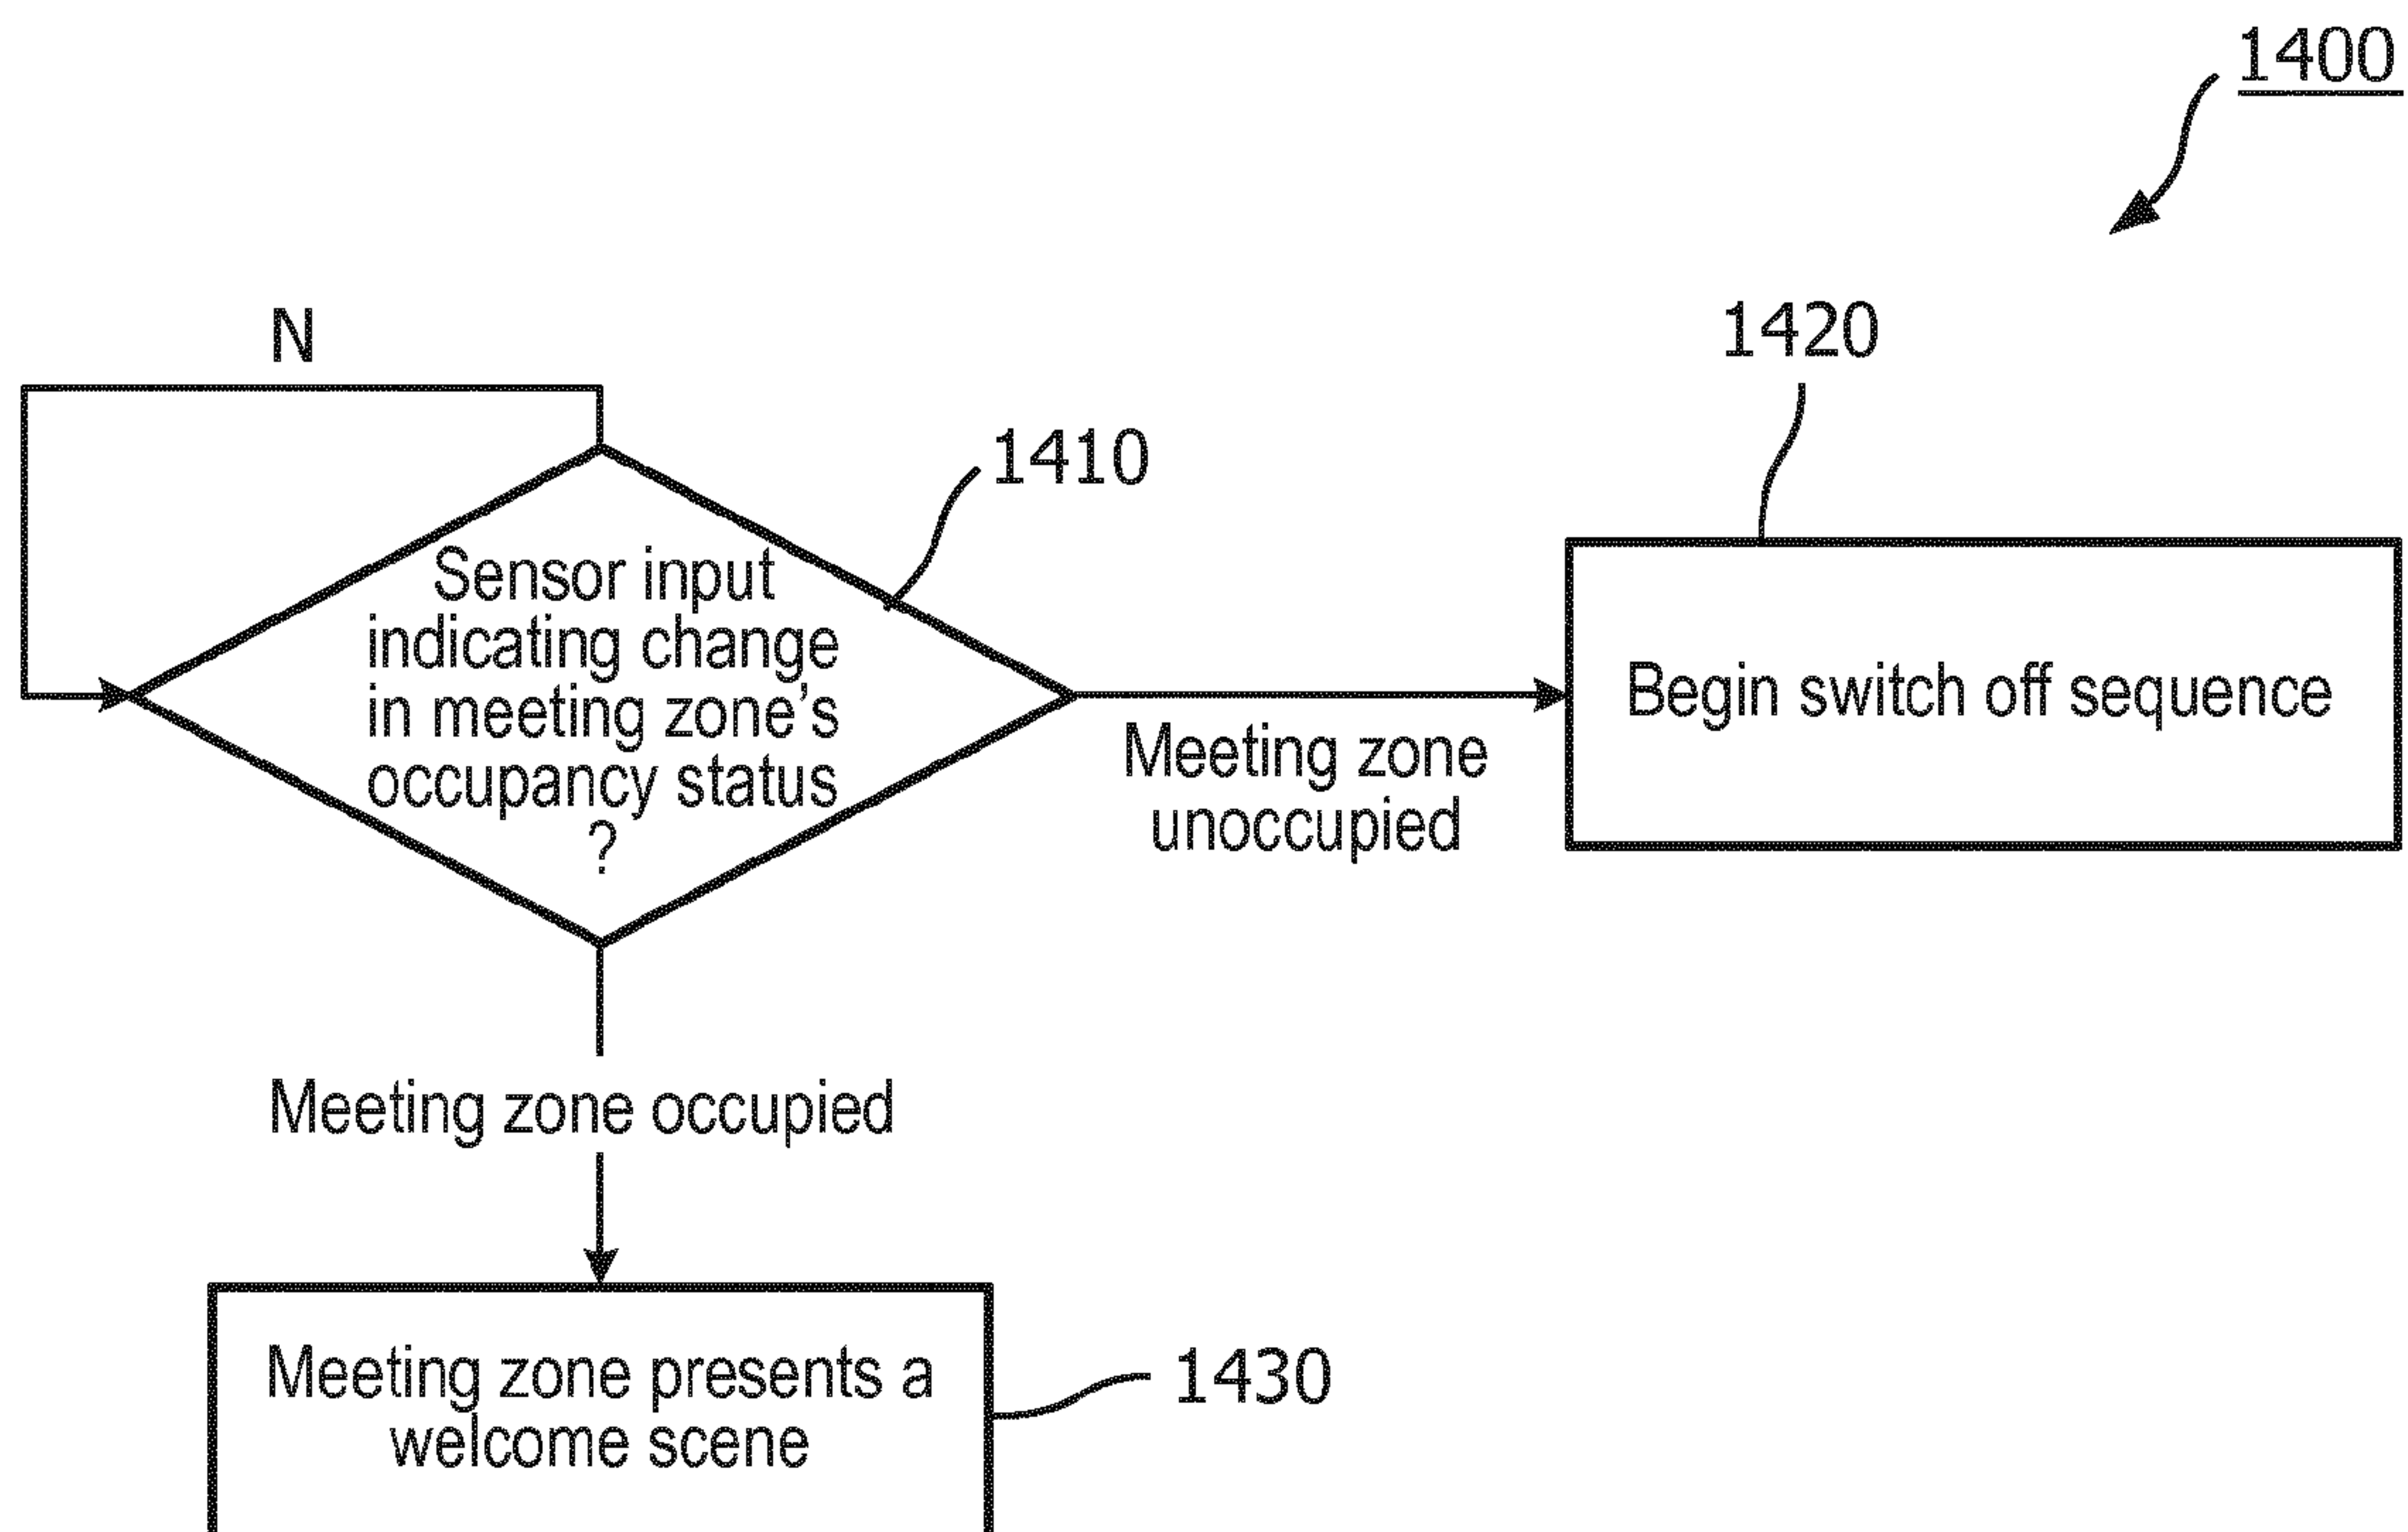 1400
N
1420
1410
Sensor input
indicating change
in meeting zone's
occupancy status
?
Begin switch off sequence
Meeting zone
unoccupied
Meeting zone occupied
Meeting zone presents a
welcome scene
1430